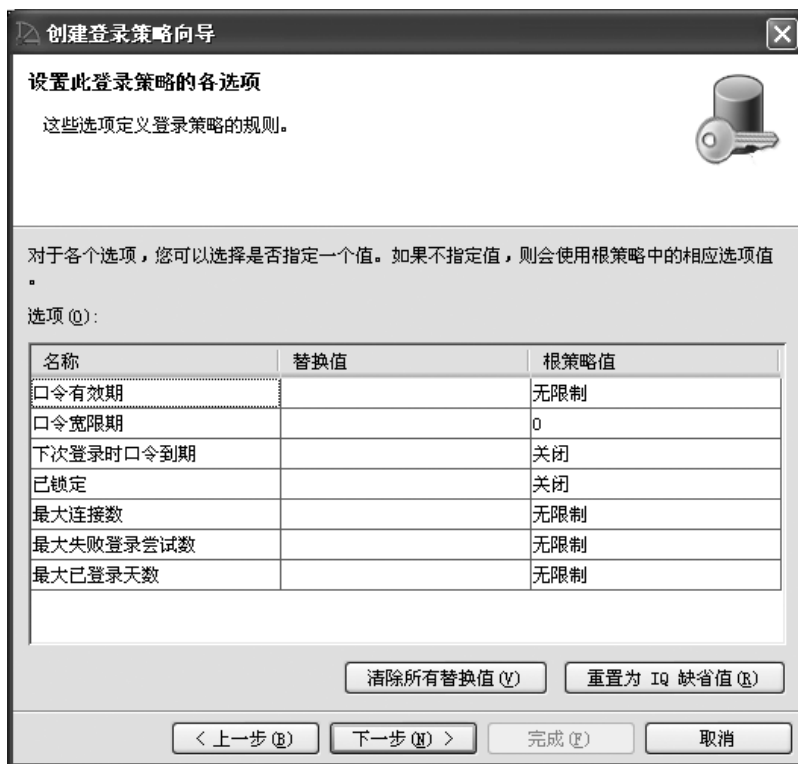 创建登录策略向导
设置此登录策略的各选项
这些选项定义登录策略的规则。
对于各个选项，您可以选择是否指定一个值。如果不指定值，则会使用根策略中的相应选项值
。
选项(O)：
名称 替换值 根策略值
口令有效期 无限制
口令宽限期 0
下次登录时口令到期 关闭
已锁定 关闭
最大连接数 无限制
最大失败登录尝试数 无限制
最大已登录天数 无限制
清除所有替换值(V) 重置为 IQ 缺省值(R)
< 上一步(B) 下一步(N) > 完成(F) 取消